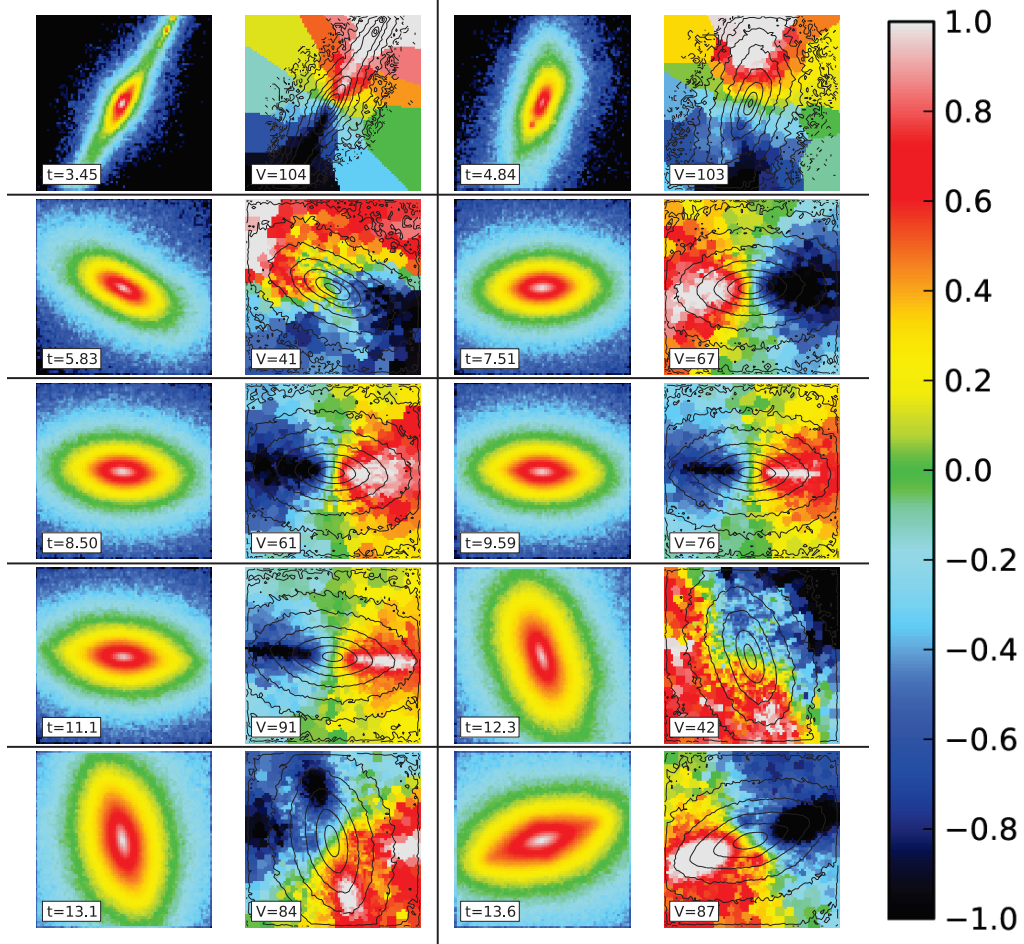 t=3.45 V=104 t=4.84 V=103
t=5.83 V=41 t=7.51 V=67
t=8.50 V=61 t=9.59 V=76
t=11.1 V=91 t=12.3 V=42
t=13.1 V=84 t=13.6 V=87
1.0
0.8
0.6
0.4
0.2
0.0
−0.2
−0.4
−0.6
−0.8
−1.0